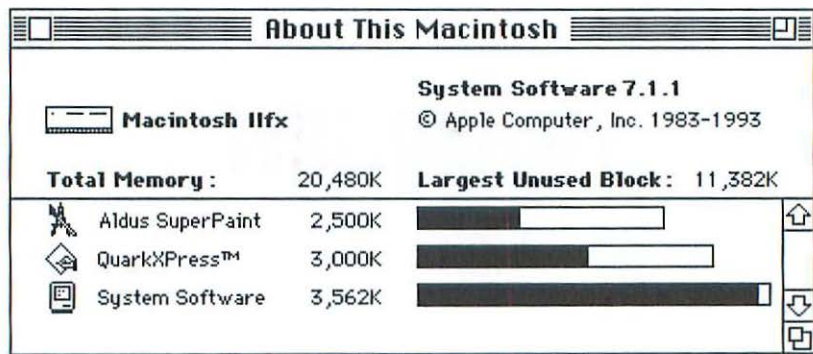 About This Macintosh
System Software 7.1.1
Macintosh IIfx
© Apple Computer, Inc. 1983-1993
Total Memory : 20,480K Largest Unused Block : 11,382K
Aldus SuperPaint 2,500K
QuarkXPress™ 3,000K
System Software 3,562K